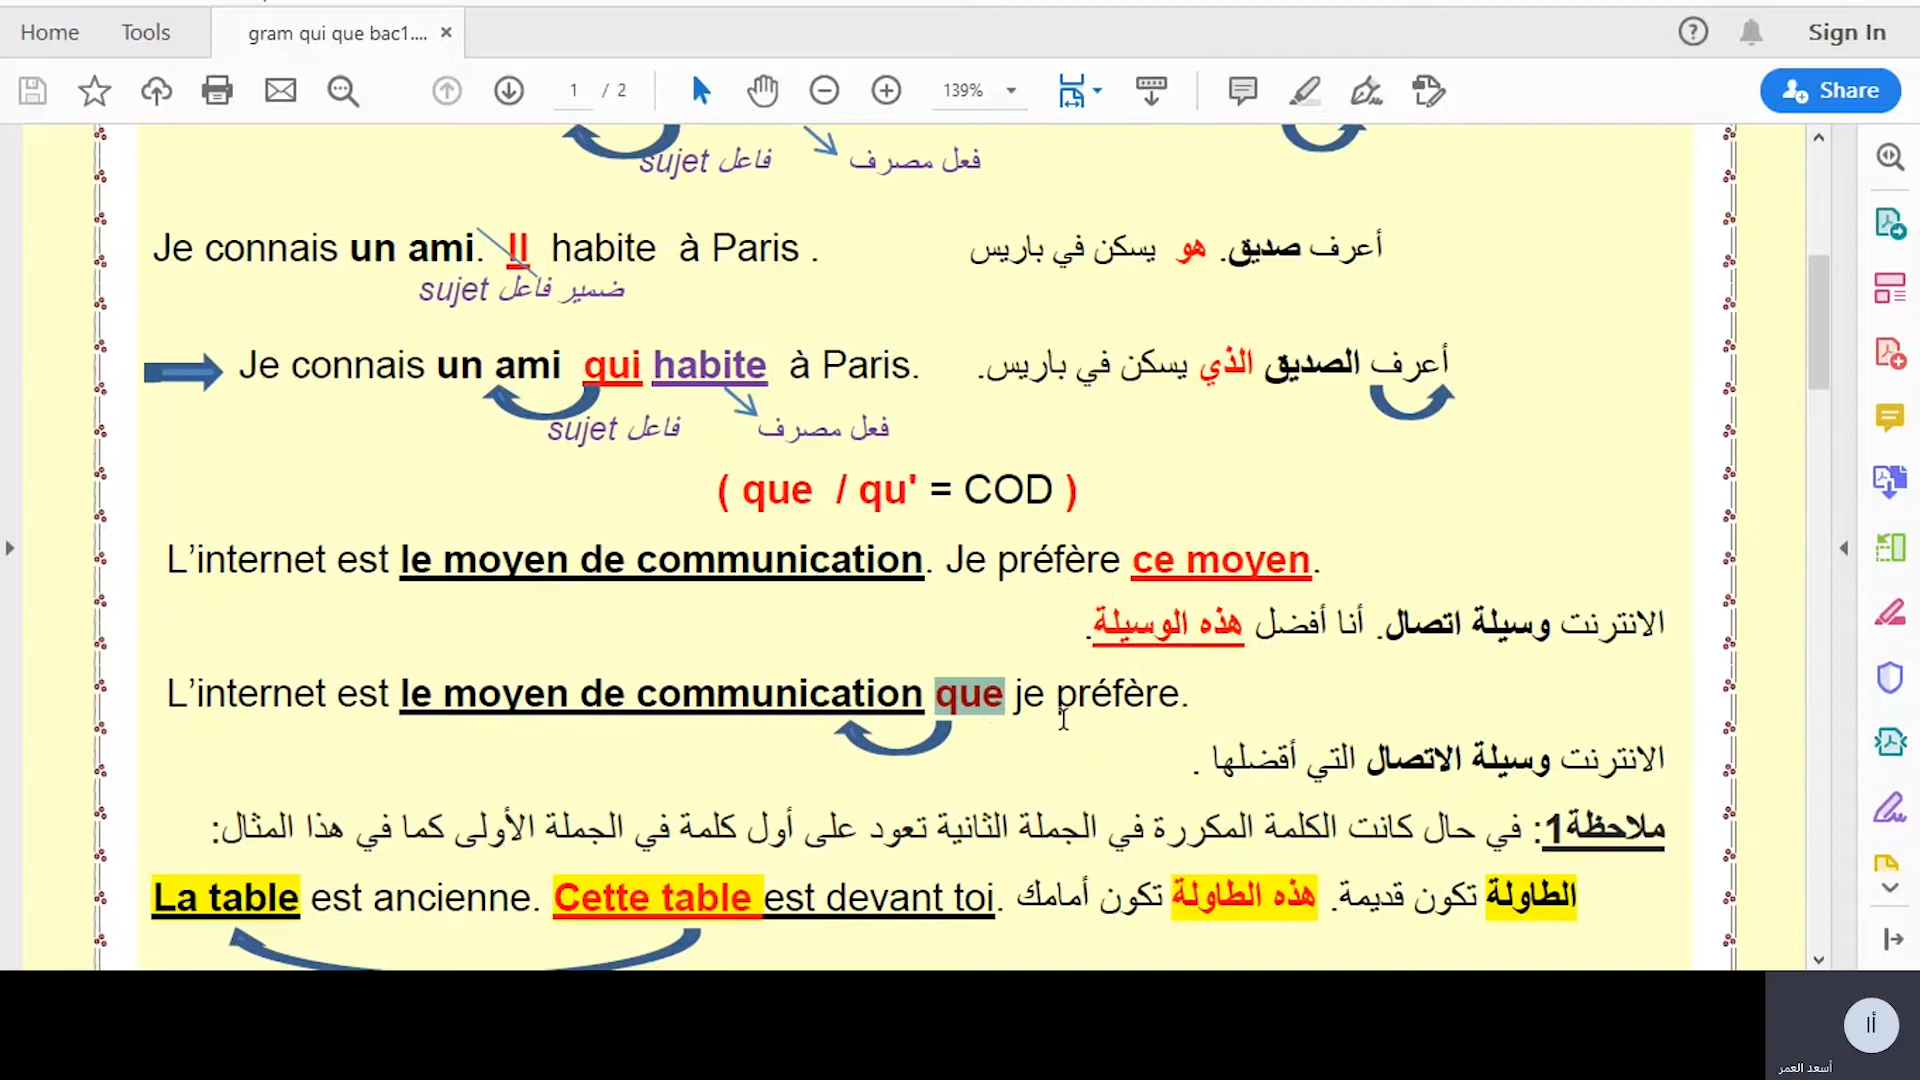 Home Tools gram qui que bac1.... × Sign In
1 / 2 139% Share
فاعل sujet فعل مصرف
Je connais un ami. Il habite à Paris . أعرف صديق. هو يسكن في باريس
ضمير فاعل sujet
Je connais un ami qui habite à Paris. أعرف الصديق الذي يسكن في باريس.
فاعل sujet فعل مصرف
( que / qu' = COD )
L’internet est le moyen de communication. Je préfère ce moyen.
الانترنت وسيلة اتصال. أنا أفضل هذه الوسيلة.
L’internet est le moyen de communication que je préfère.
الانترنت وسيلة الاتصال التي أفضلها .
ملاحظة1: في حال كانت الكلمة المكررة في الجملة الثانية تعود على أول كلمة في الجملة الأولى كما في هذا المثال:
La table est ancienne. Cette table est devant toi. الطاولة تكون قديمة. هذه الطاولة تكون أمامك
أا
أسعد العمر